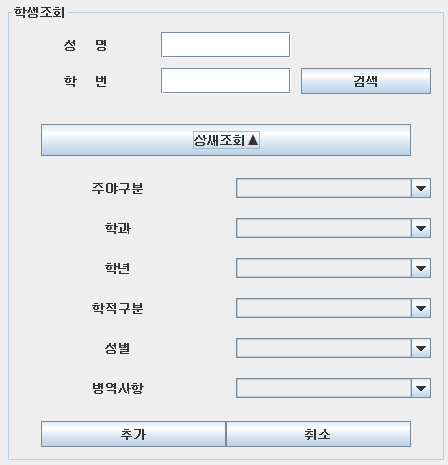 학생조회
성 명
학 번 검색
상새조회▲
주야구분
학과
학년
학적구분
성별
병역사항
추가 취소